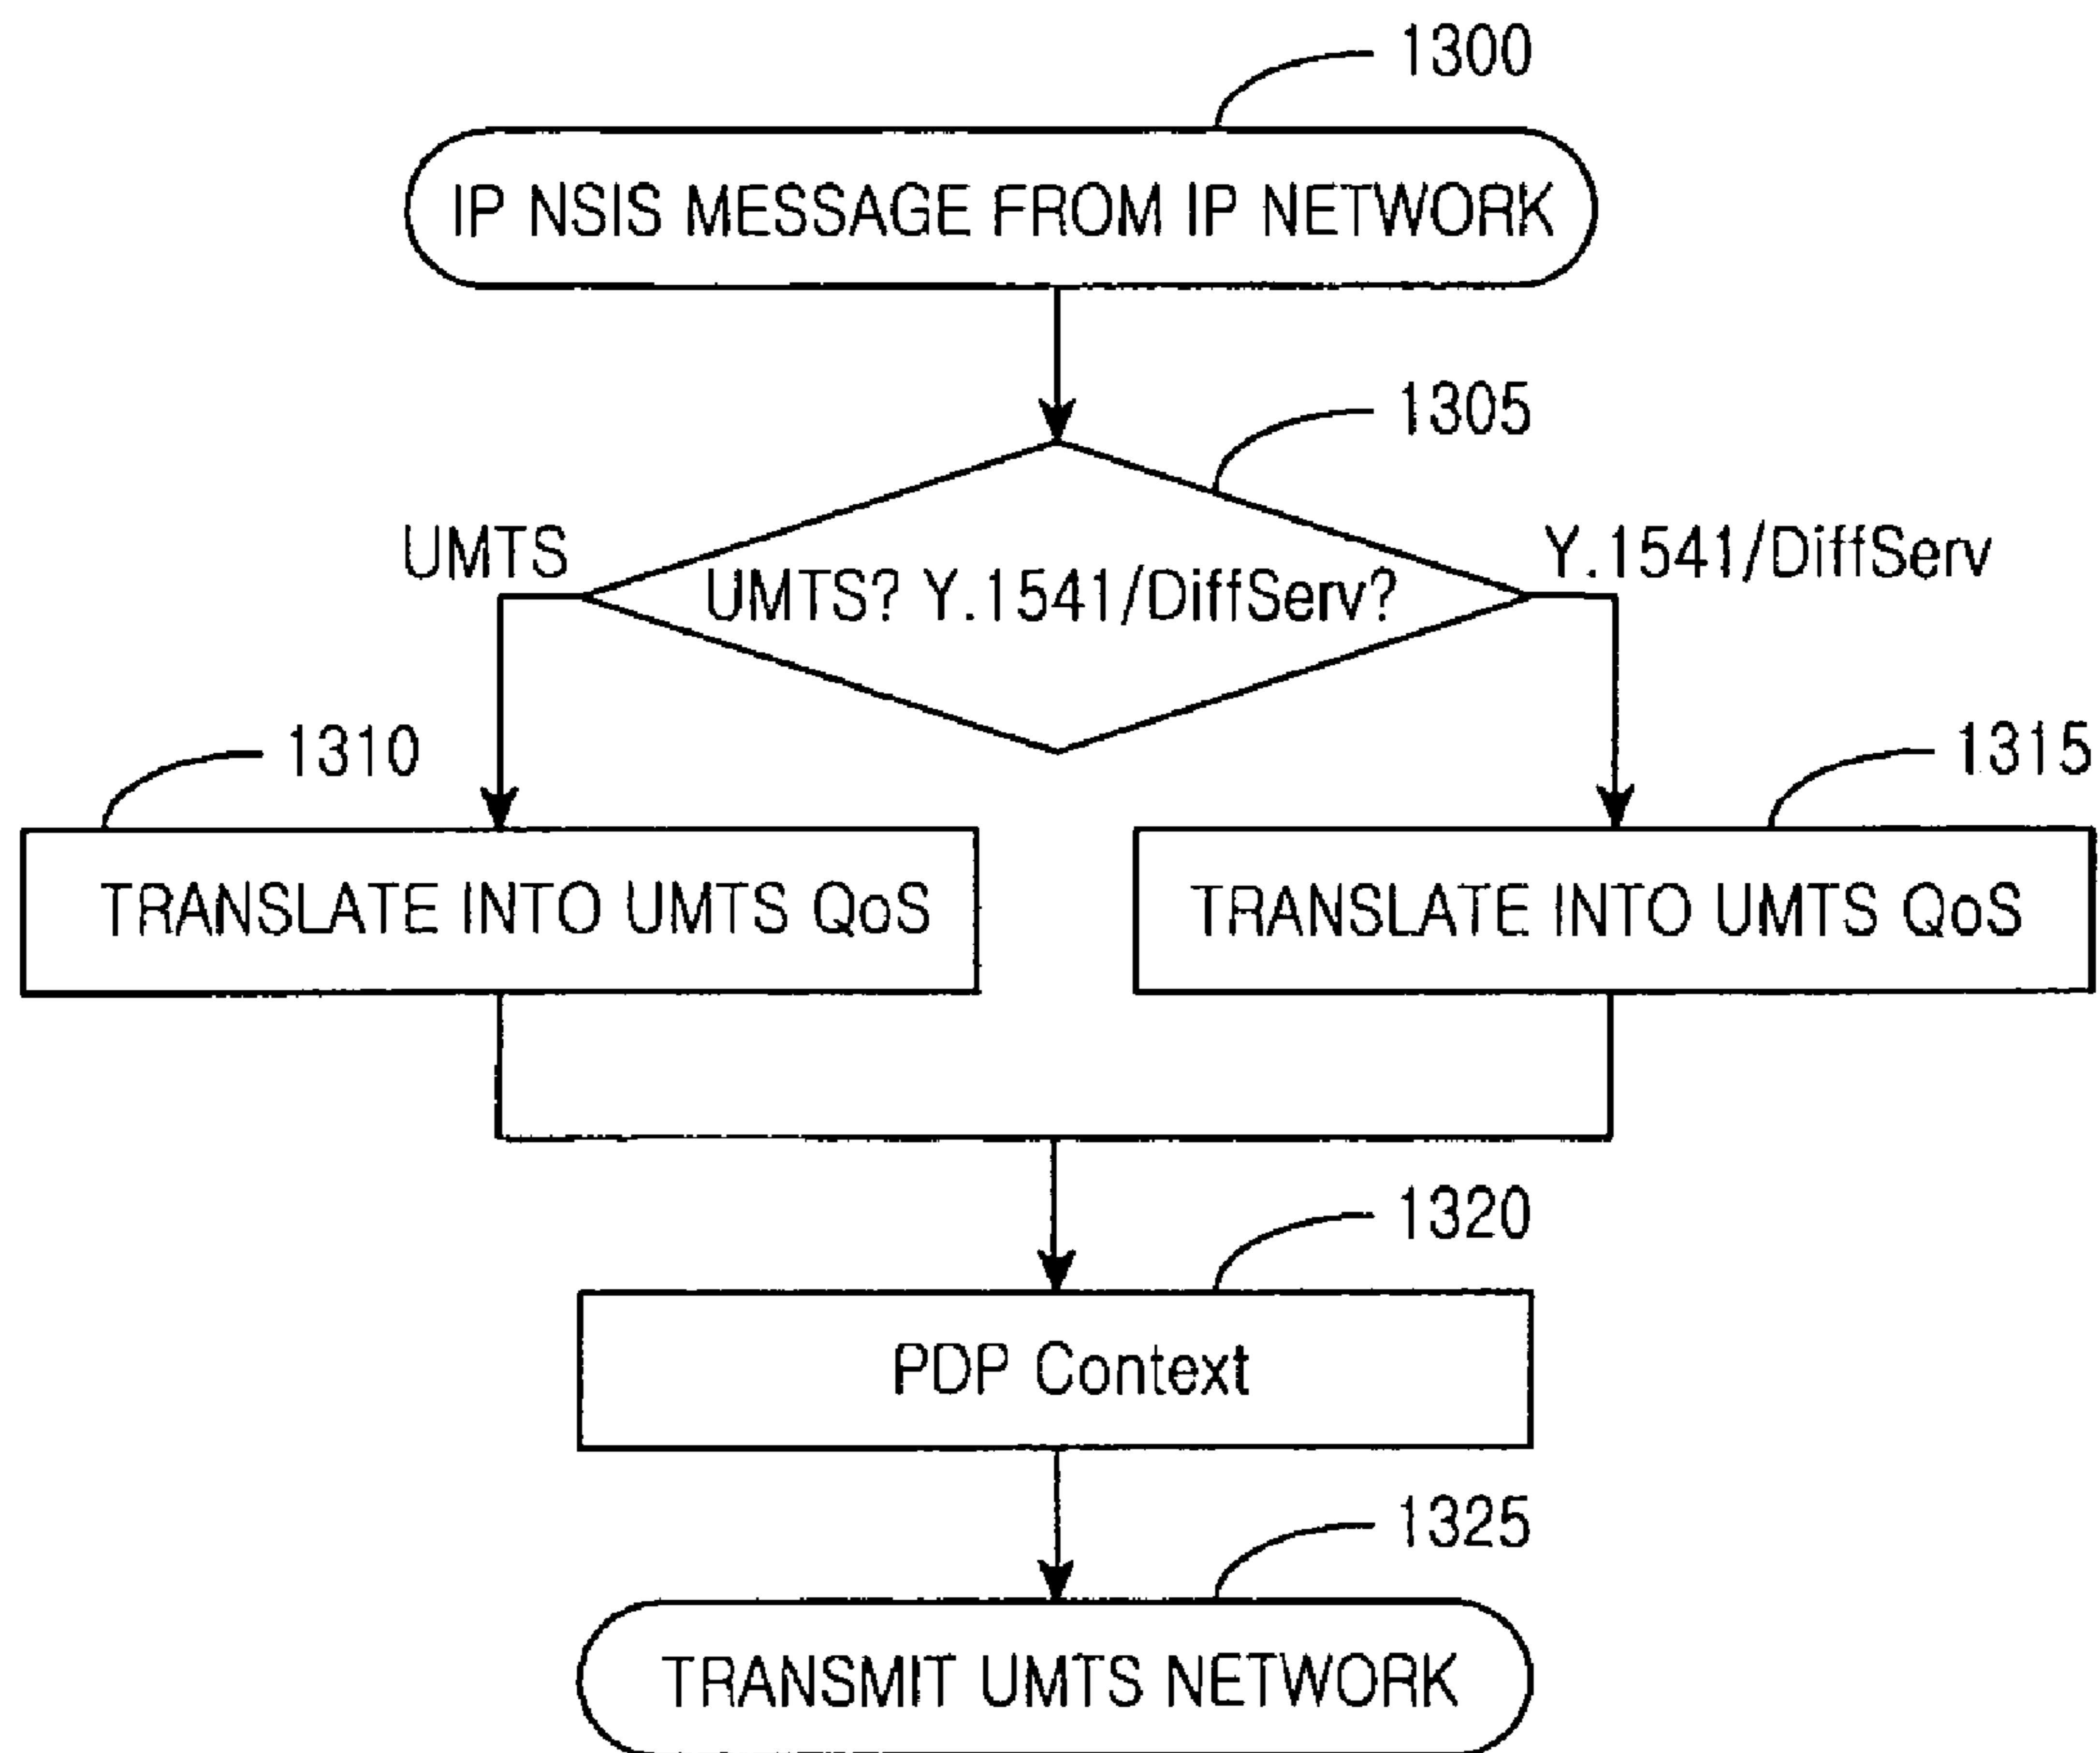 1300
IP NSIS MESSAGE FROM IP NETWORK
1305
UMTS
Y.1541/DiffServ
UMTS? Y.1541/DiffServ?
1310
1315
TRANSLATE INTO UMTS QoS
TRANSLATE INTO UMTS QoS
1320
PDP Context
1325
TRANSMIT UMTS NETWORK